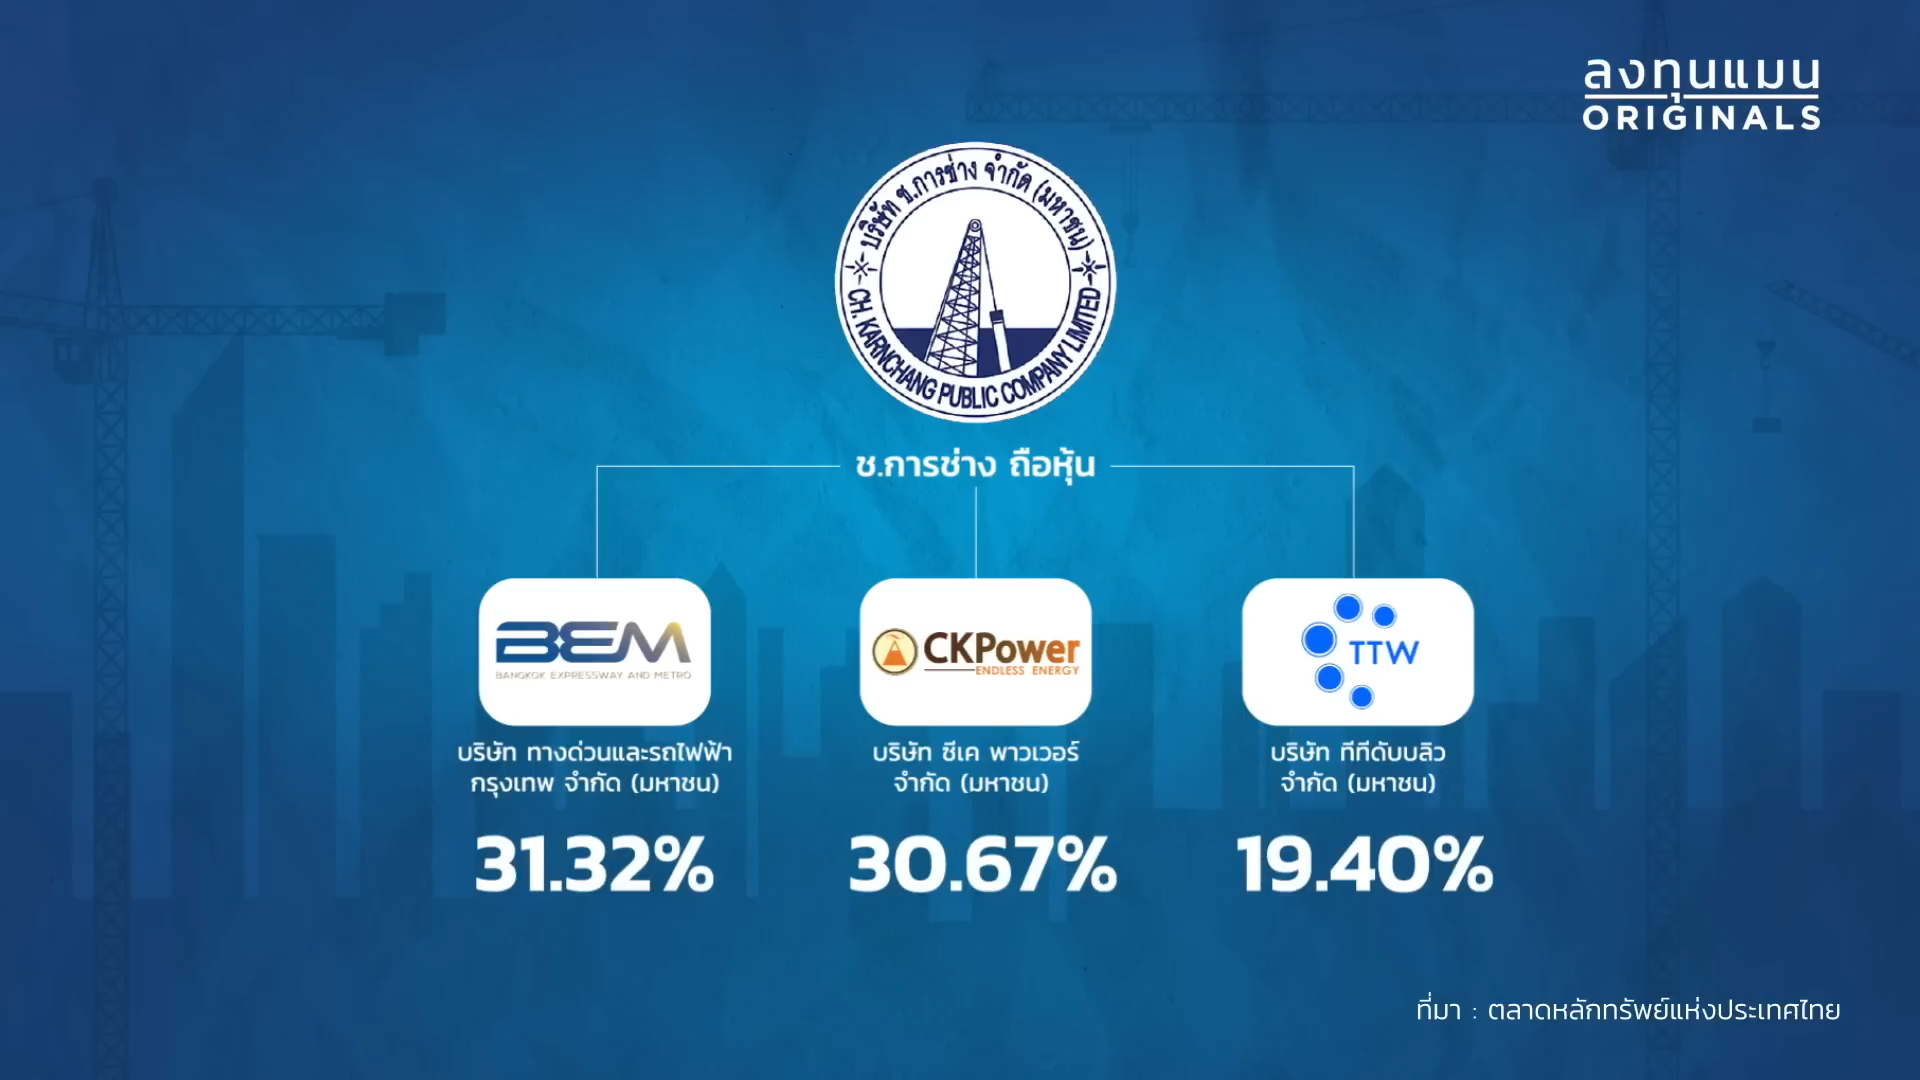 ลงทุนแมน
ORIGINALS
บริษัท ช.การช่าง จำกัด (มหาชน)
CH. KARNCHANG PUBLIC COMPANY LIMITED
ช.การช่าง ถือหุ้น
BEM
BANGKOK EXPRESSWAY AND METRO
CKPower
ENDLESS ENERGY
TTW
บริษัท ทางด่วนและรถไฟฟ้า
กรุงเทพ จำกัด (มหาชน)
บริษัท ซีเค พาวเวอร์
จำกัด (มหาชน)
บริษัท ทีทีดับบลิว
จำกัด (มหาชน)
31.32%
30.67%
19.40%
ที่มา : ตลาดหลักทรัพย์แห่งประเทศไทย